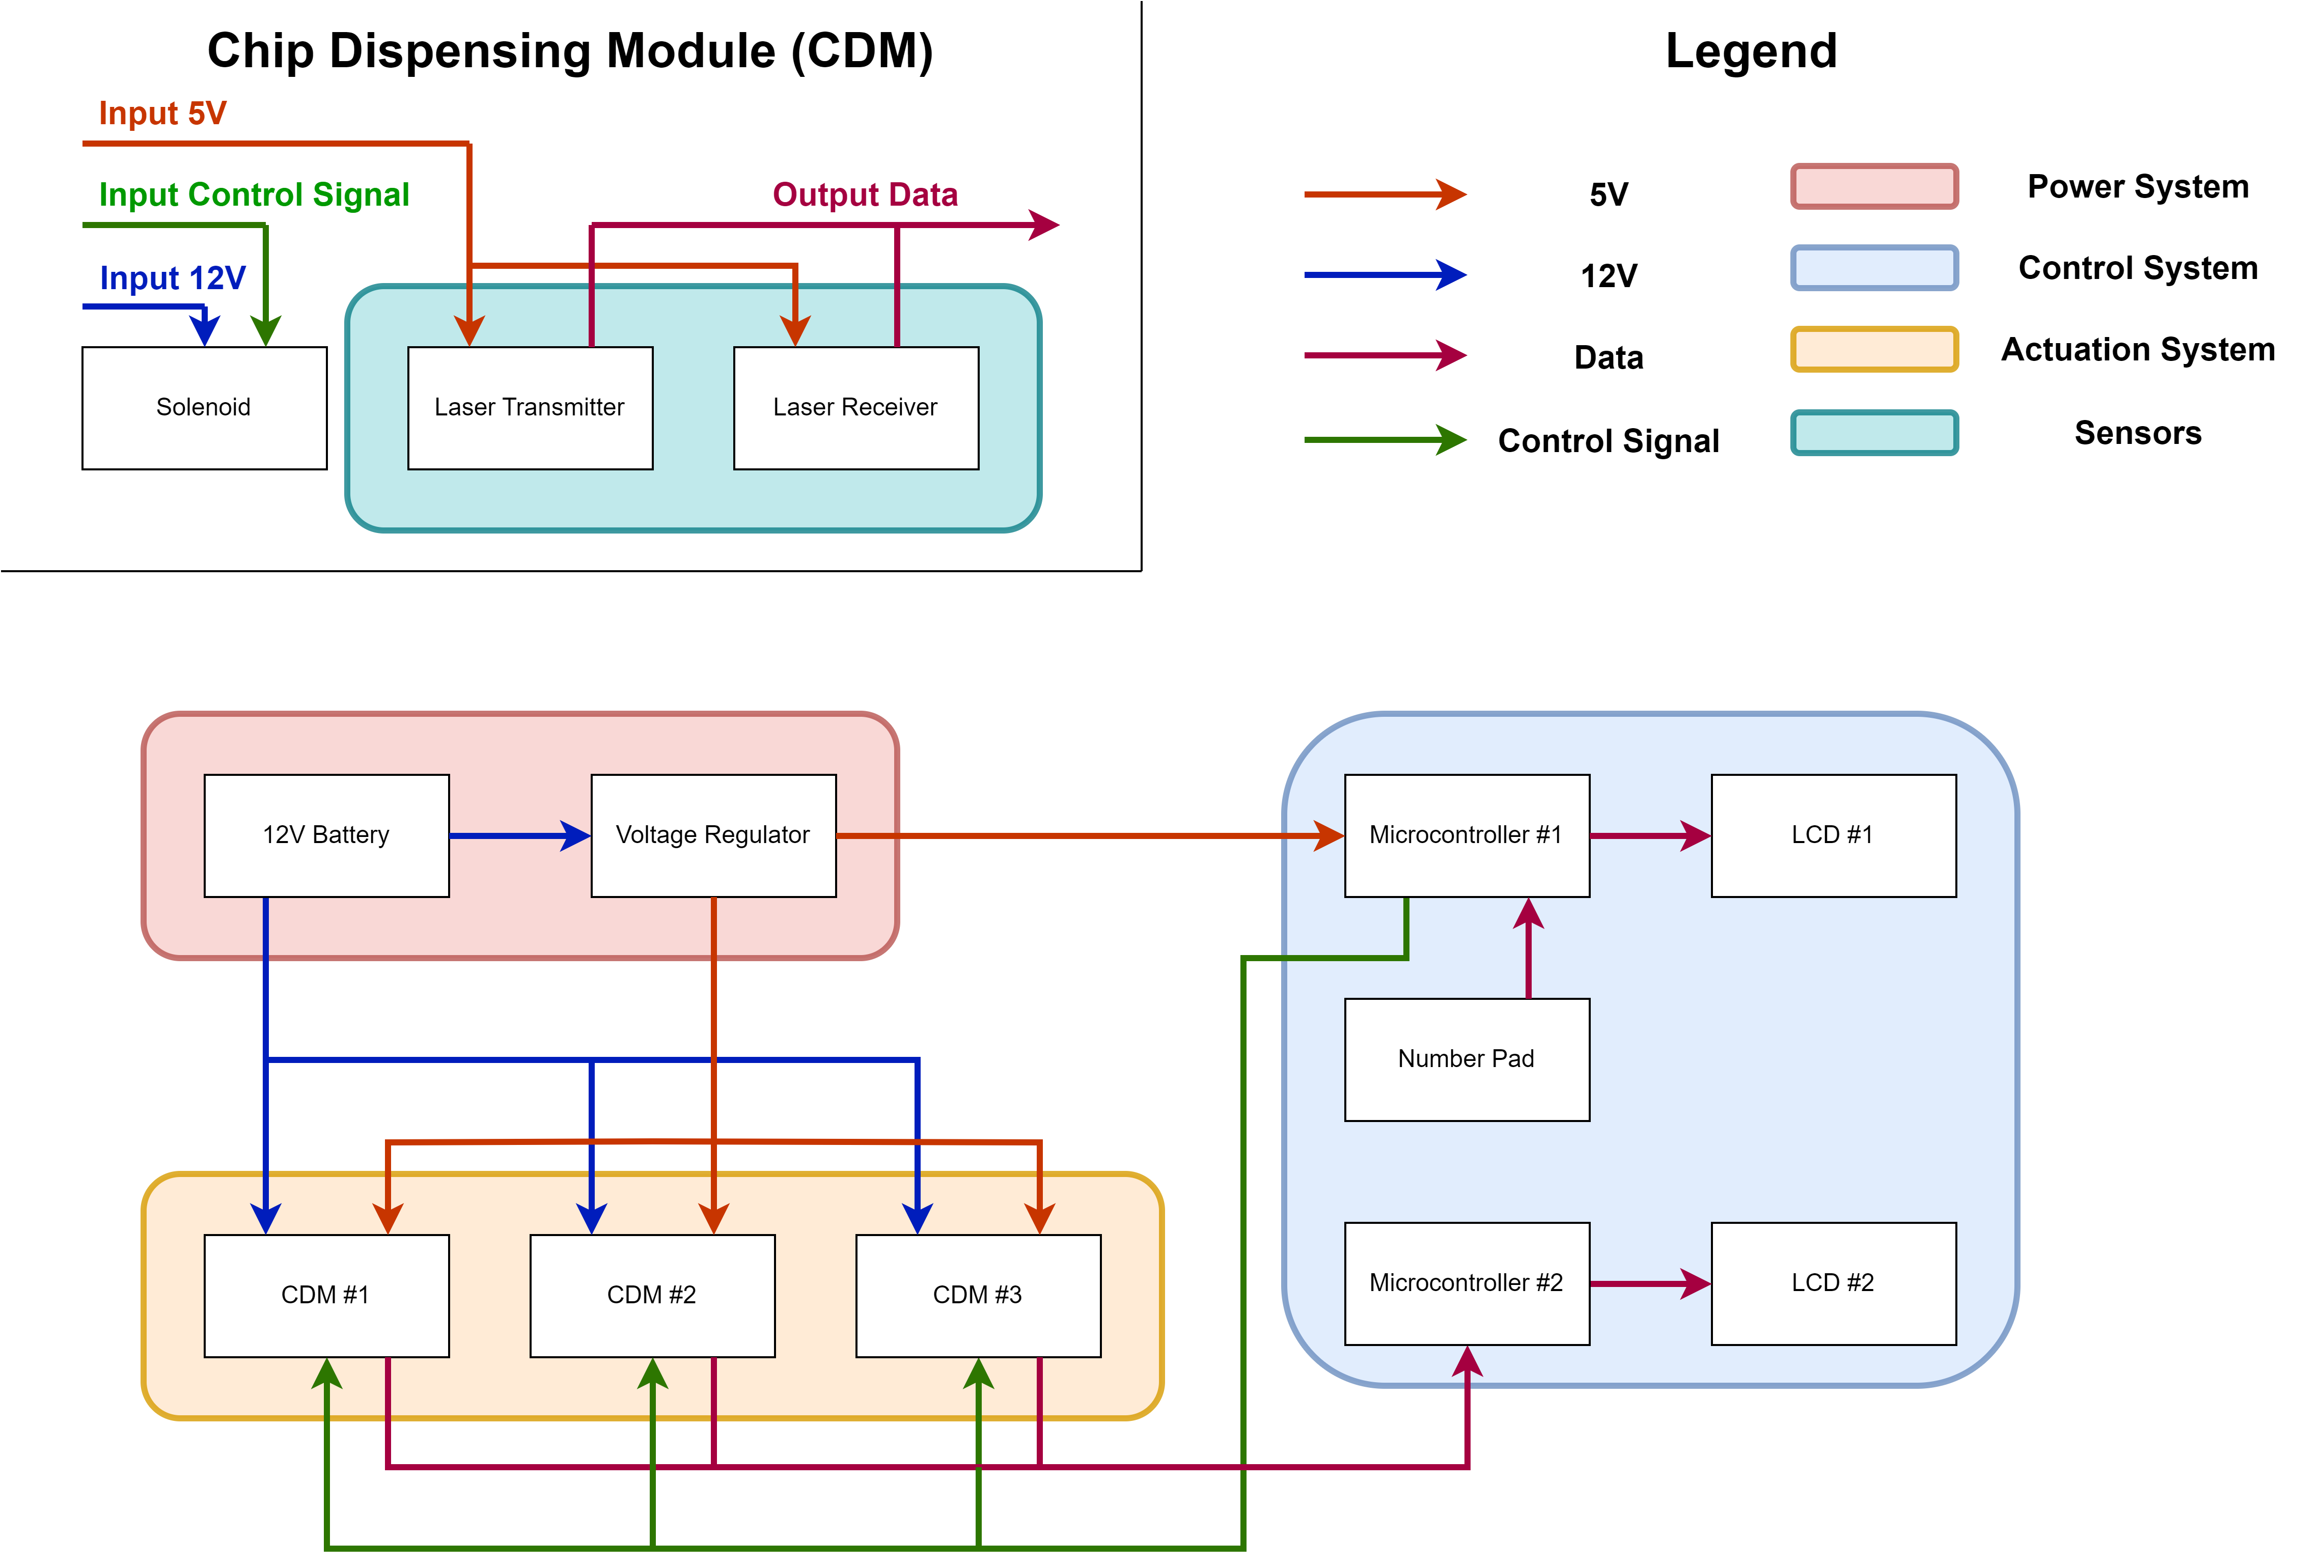 Chip Dispensing Module (CDM)
Input 5V
Input Control Signal
Output Data
Input 12V
Solenoid
Laser Transmitter
Laser Receiver
Legend
5V
Power System
12V
Control System
Data
Actuation System
Control Signal
Sensors
12V Battery
Voltage Regulator
Microcontroller #1
LCD #1
Number Pad
CDM #1
CDM #2
CDM #3
Microcontroller #2
LCD #2